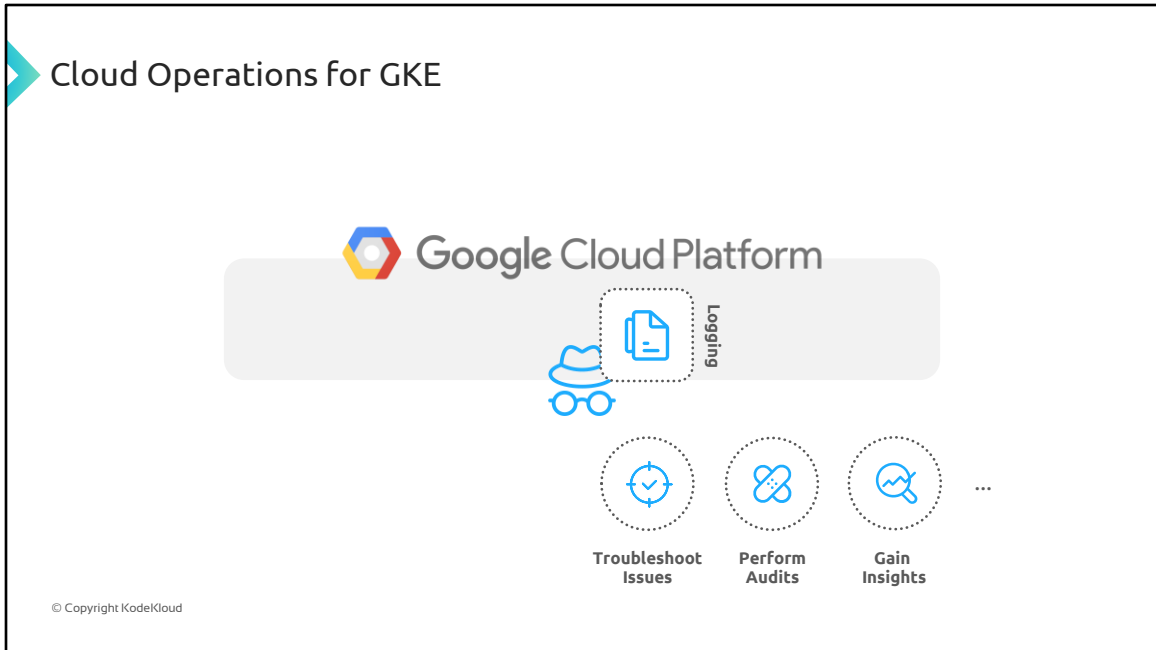 Cloud Operations for GKE
Google Cloud Platform
Logging
Troubleshoot
Issues
Perform
Audits
Gain
Insights
...
© Copyright KodeKloud